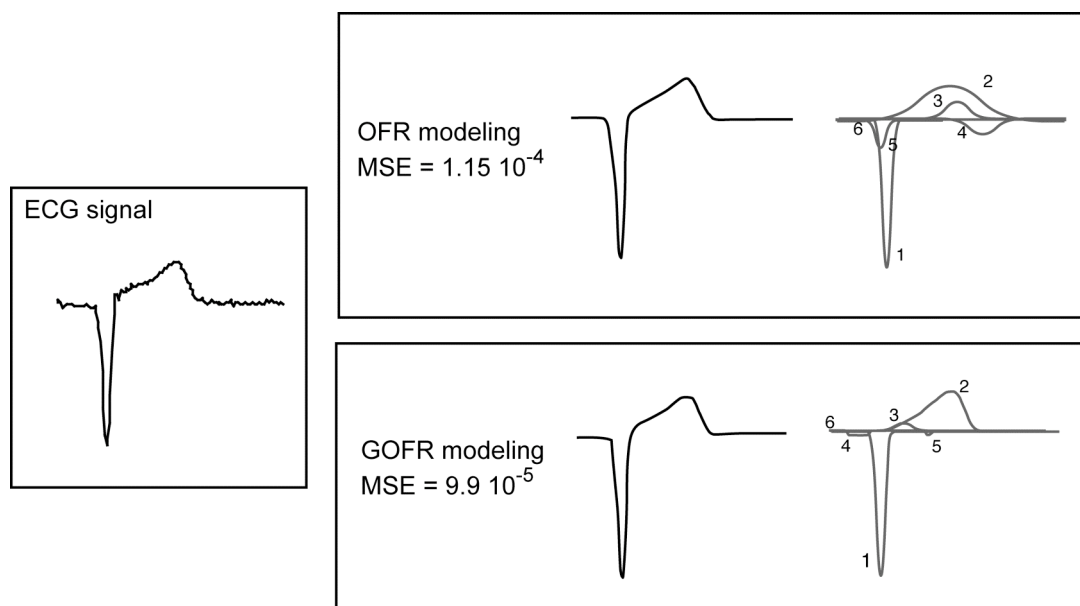 ECG signal
OFR modeling
MSE = 1.15 10⁻⁴
2
3
6
5
4
1
GOFR modeling
MSE = 9.9 10⁻⁵
2
3
6
4
5
1